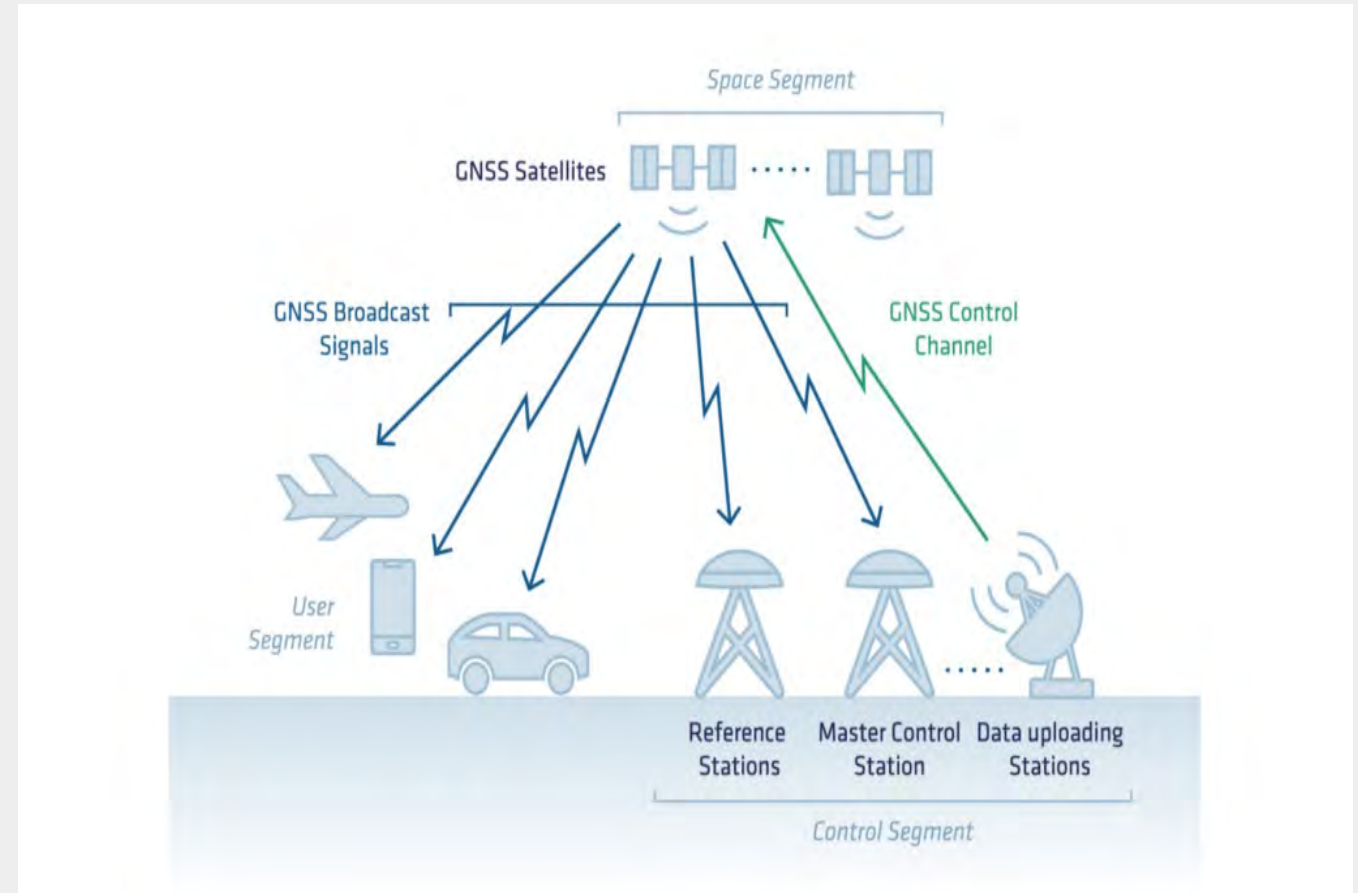 Space Segment
GNSS Satellites
GNSS Broadcast
Signals
GNSS Control
Channel
User
Segment
Reference
Stations
Master Control
Station
Data uploading
Stations
Control Segment